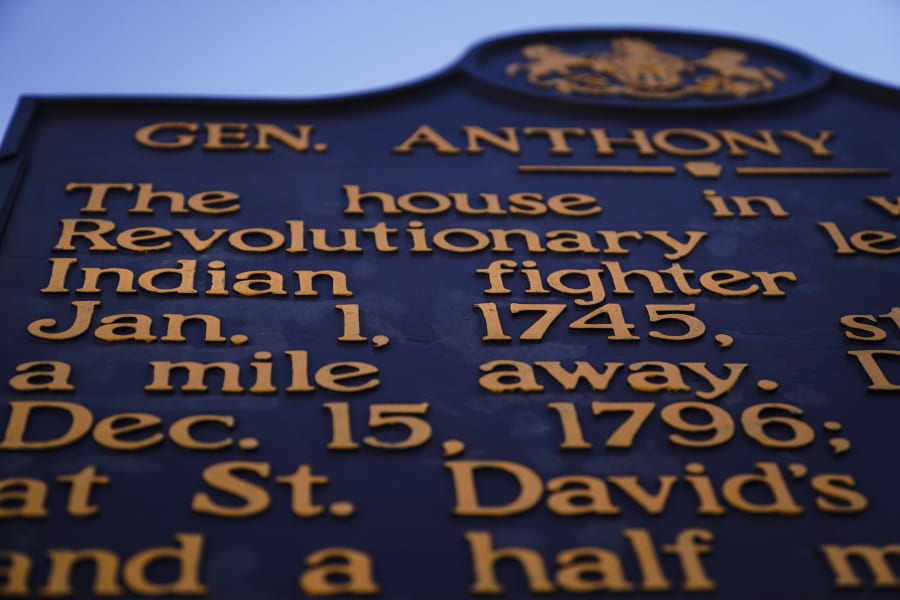 GEN. ANTHONY
The house in
Revolutionary
Indian fighter
Jan. 1, 1745,
a mile away.
Dec. 15, 1796;
at St. David's
and a half